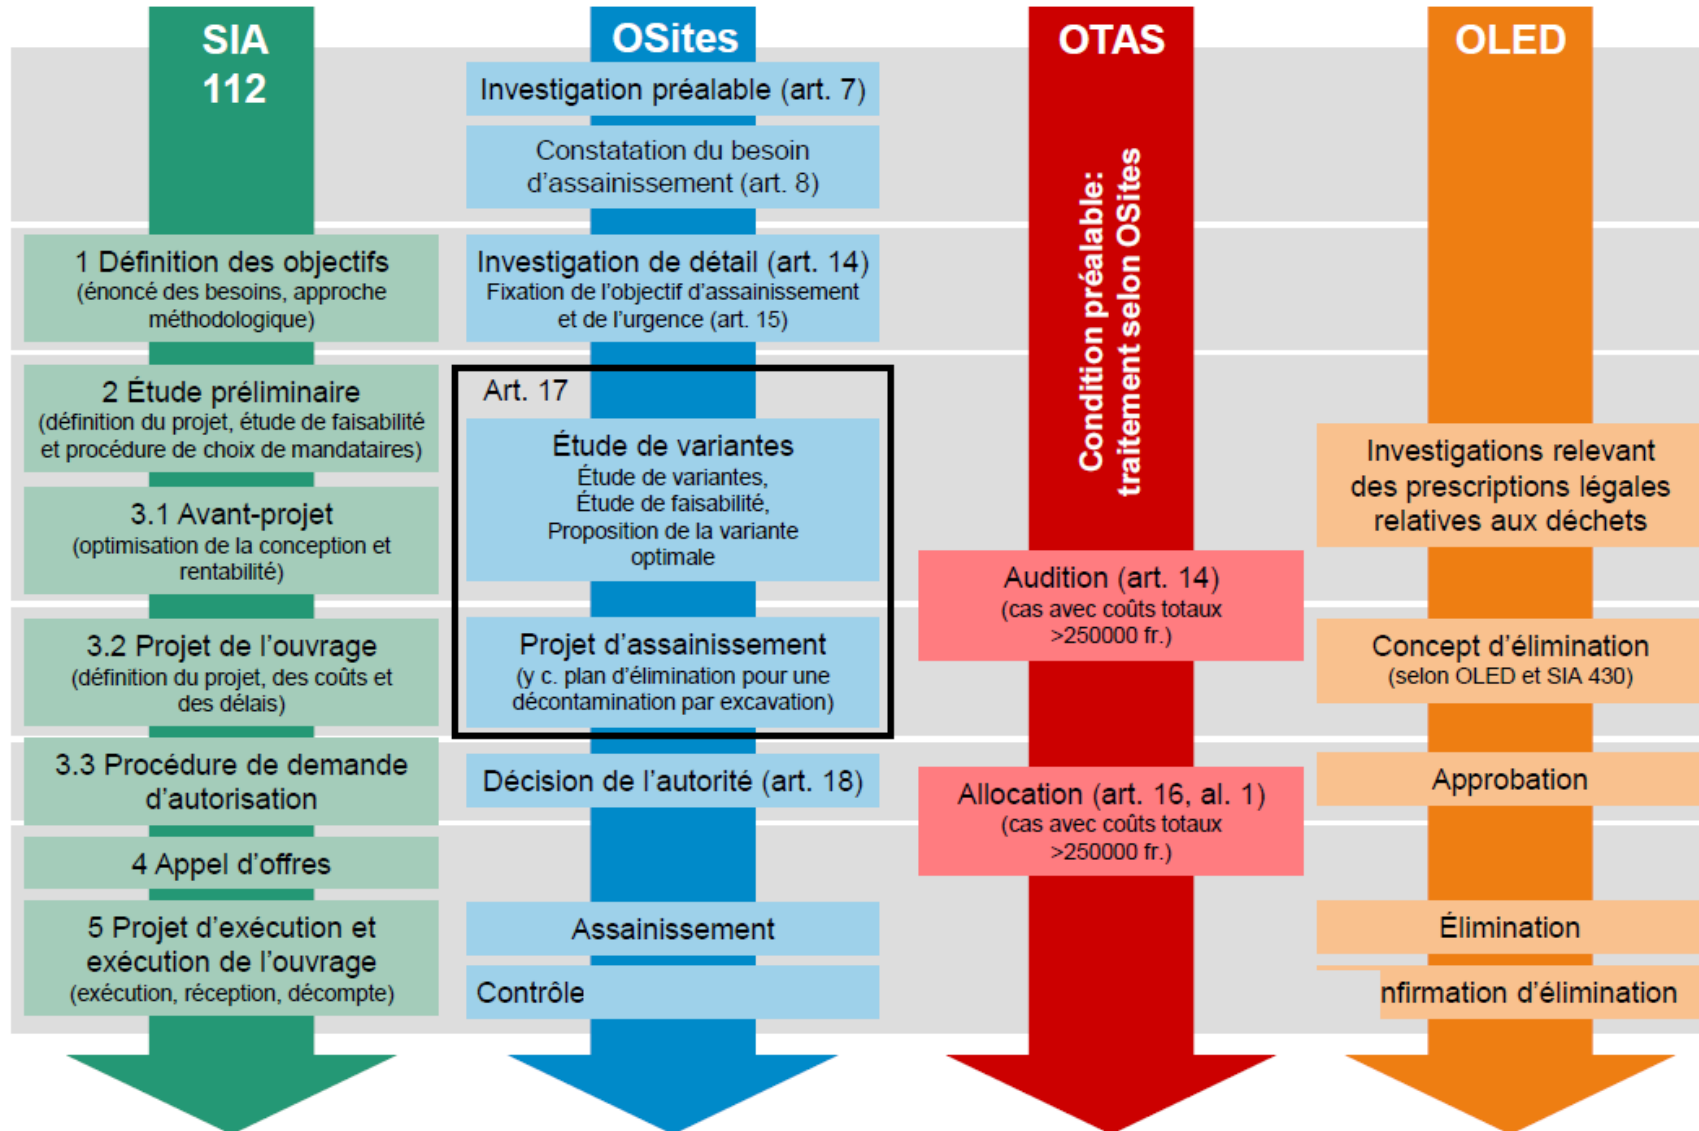 SIA
112
1 Définition des objectifs
(énoncé des besoins, approche
méthodologique)
2 Étude préliminaire
(définition du projet, étude de faisabilité
et procédure de choix de mandataires)
3.1 Avant-projet
(optimisation de la conception et
rentabilité)
3.2 Projet de l'ouvrage
(définition du projet, des coûts et
des délais)
3.3 Procédure de demande
d'autorisation
4 Appel d'offres
5 Projet d'exécution et
exécution de l'ouvrage
(exécution, réception, décompte)
OSites
Investigation préalable (art. 7)
Constatation du besoin
d'assainissement (art. 8)
Investigation de détail (art. 14)
Fixation de l'objectif d'assainissement
et de l'urgence (art. 15)
Art. 17
Étude de variantes
Étude de variantes,
Étude de faisabilité,
Proposition de la variante
optimale
Projet d'assainissement
(y c. plan d'élimination pour une
décontamination par excavation)
Décision de l'autorité (art. 18)
Assainissement
Contrôle
OTAS
Condition préalable:
traitement selon OSites
Audition (art. 14)
(cas avec coûts totaux
>250000 fr.)
Allocation (art. 16, al. 1)
(cas avec coûts totaux
>250000 fr.)
OLED
Investigations relevant
des prescriptions légales
relatives aux déchets
Concept d'élimination
(selon OLED et SIA 430)
Approbation
Élimination
nfirmation d'élimination